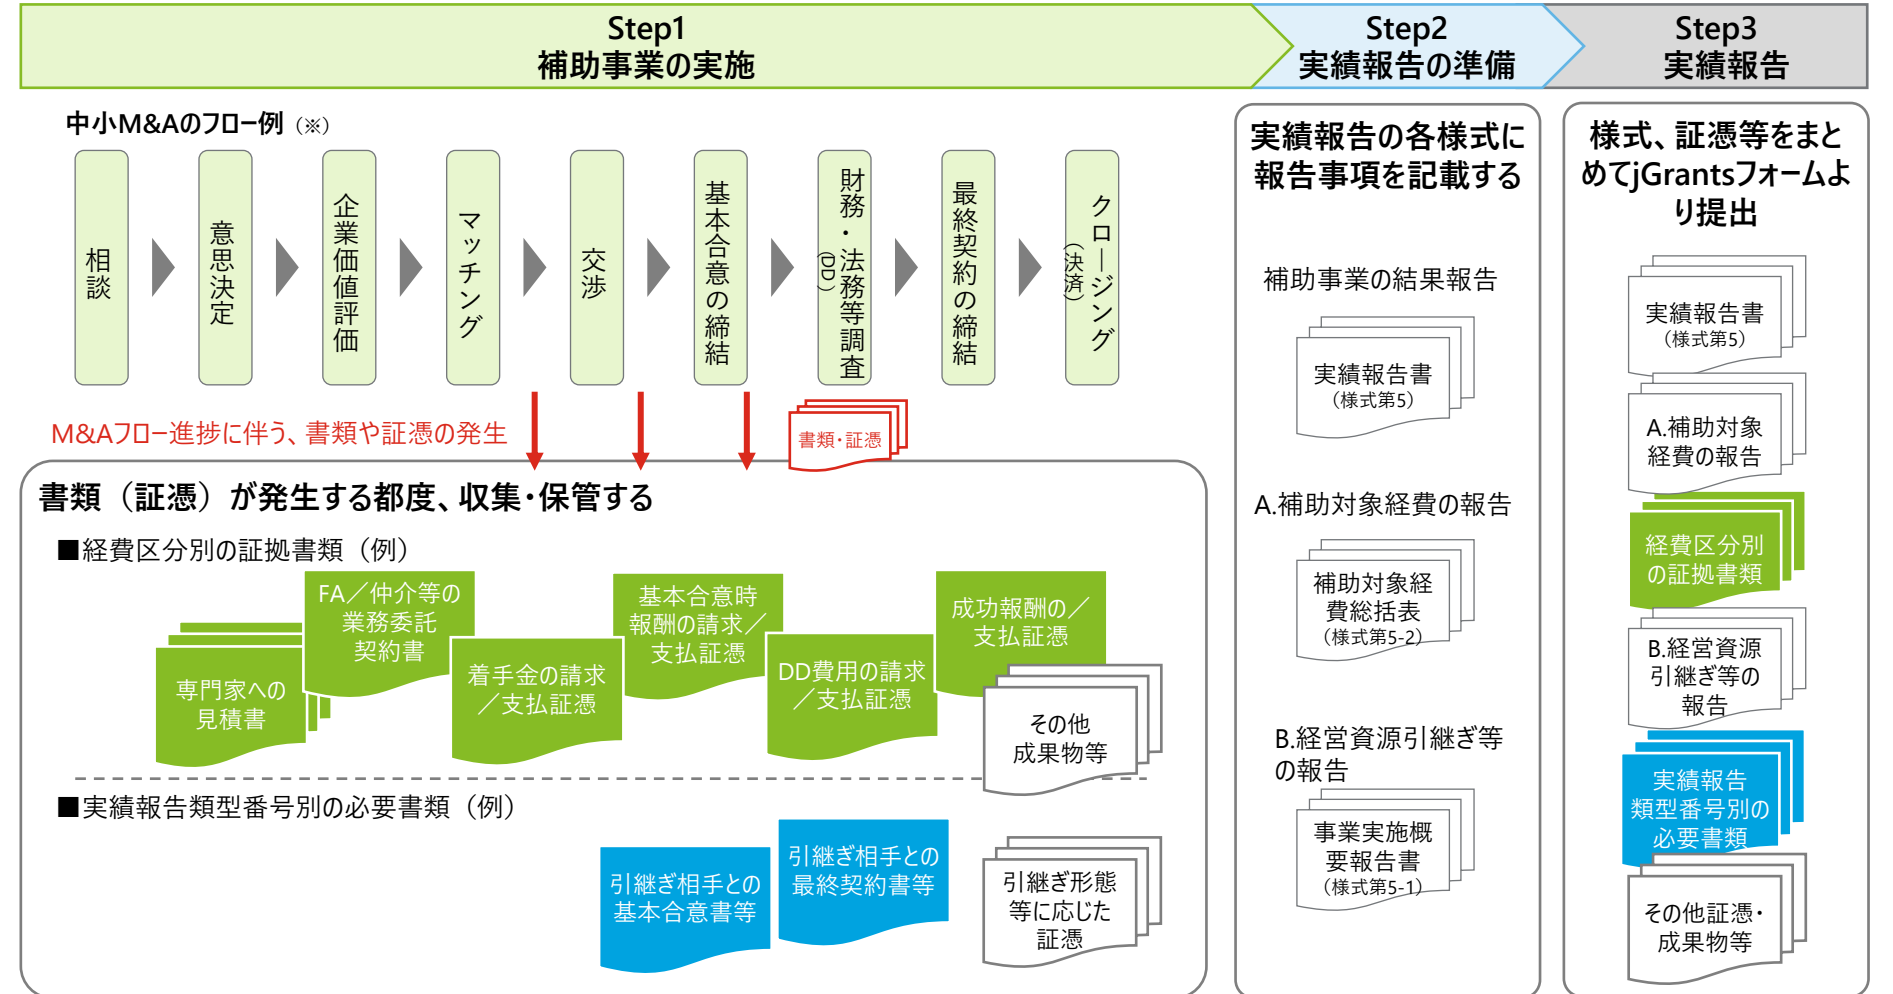 Step1
補助事業の実施
Step2
実績報告の準備
Step3
実績報告
中小M&Aのフロー例（※）
相談
意思決定
企業価値評価
マッチング
交渉
基本合意の締結
財務・法務等調査
(DD)
最終契約の締結
クロージング
(決済)
M&Aフロー進捗に伴う、書類や証憑の発生
書類・証憑
書類（証憑）が発生する都度、収集・保管する
■経費区分別の証拠書類（例）
専門家への
見積書
FA／仲介等の
業務委託
契約書
着手金の請求
／支払証憑
基本合意時
報酬の請求／
支払証憑
DD費用の請求
／支払証憑
成功報酬の／
支払証憑
その他
成果物等
■実績報告類型番号別の必要書類（例）
引継ぎ相手との
基本合意書等
引継ぎ相手との
最終契約書等
引継ぎ形態
等に応じた
証憑
実績報告の各様式に
報告事項を記載する
補助事業の結果報告
実績報告書
（様式第5）
A.補助対象経費の報告
補助対象経
費総括表
（様式第5-2）
B.経営資源引継ぎ等
の報告
事業実施概
要報告書
（様式第5-1）
様式、証憑等をまと
めてjGrantsフォームよ
り提出
実績報告書
（様式第5）
A.補助対象
経費の報告
経費区分別
の証拠書類
B.経営資源
引継ぎ等の
報告
実績報告
類型番号別の
必要書類
その他証憑・
成果物等